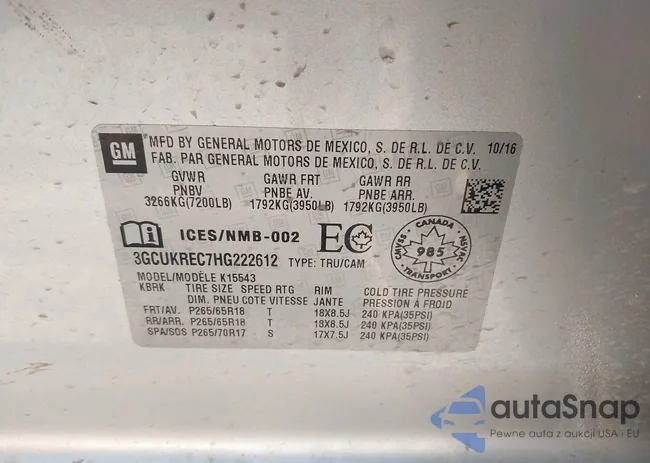 GM
MFD BY GENERAL MOTORS DE MEXICO, S. DE R.L. DE C.V. 10/16
FAB. PAR GENERAL MOTORS DE MEXICO, S. DE R.L. DE C.V.
GVWR GAWR FRT GAWR RR
PNBV PNBE AV. PNBE ARR.
3266KG(7200LB) 1792KG(3950LB) 1792KG(3950LB)
ICES/NMB-002 EC
CANADA
CMVSS 985 NSVAC
TRANSPORT
3GCUKREC7HG222612 TYPE: TRU/CAM
MODEL/MODÈLE K15543
KBRK TIRE SIZE SPEED RTG RIM COLD TIRE PRESSURE
DIM. PNEU COTE VITESSE JANTE PRESSION A FROID
FRT/AV. P265/65R18 T 18X8.5J 240 KPA(35PSI)
RR/ARR. P265/65R18 T 18X8.5J 240 KPA(35PSI)
SPA/SOS P265/70R17 S 17X7.5J 240 KPA(35PSI)
autaSnap
Pewne auta z aukcji USA i EU